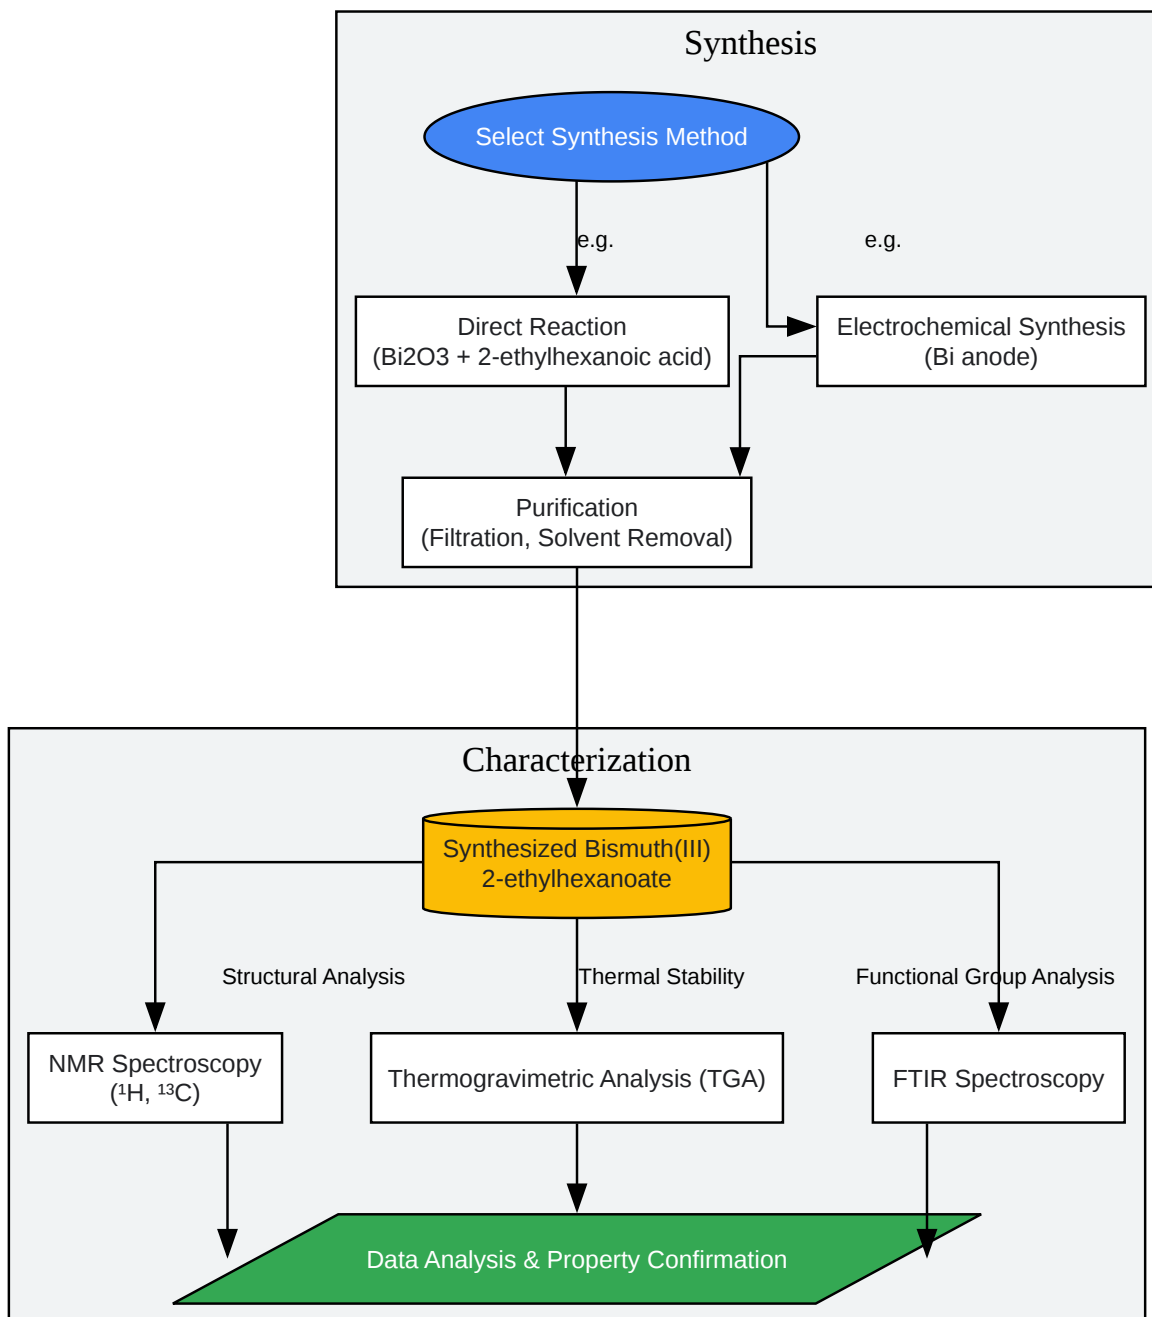 Synthesis
Select Synthesis Method
e.g.
e.g.
Direct Reaction
(Bi2O3 + 2-ethylhexanoic acid)
Electrochemical Synthesis
(Bi anode)
Purification
(Filtration, Solvent Removal)
Characterization
Synthesized Bismuth(III)
2-ethylhexanoate
Structural Analysis
Thermal Stability
Functional Group Analysis
NMR Spectroscopy
(¹H, ¹³C)
Thermogravimetric Analysis (TGA)
FTIR Spectroscopy
Data Analysis & Property Confirmation